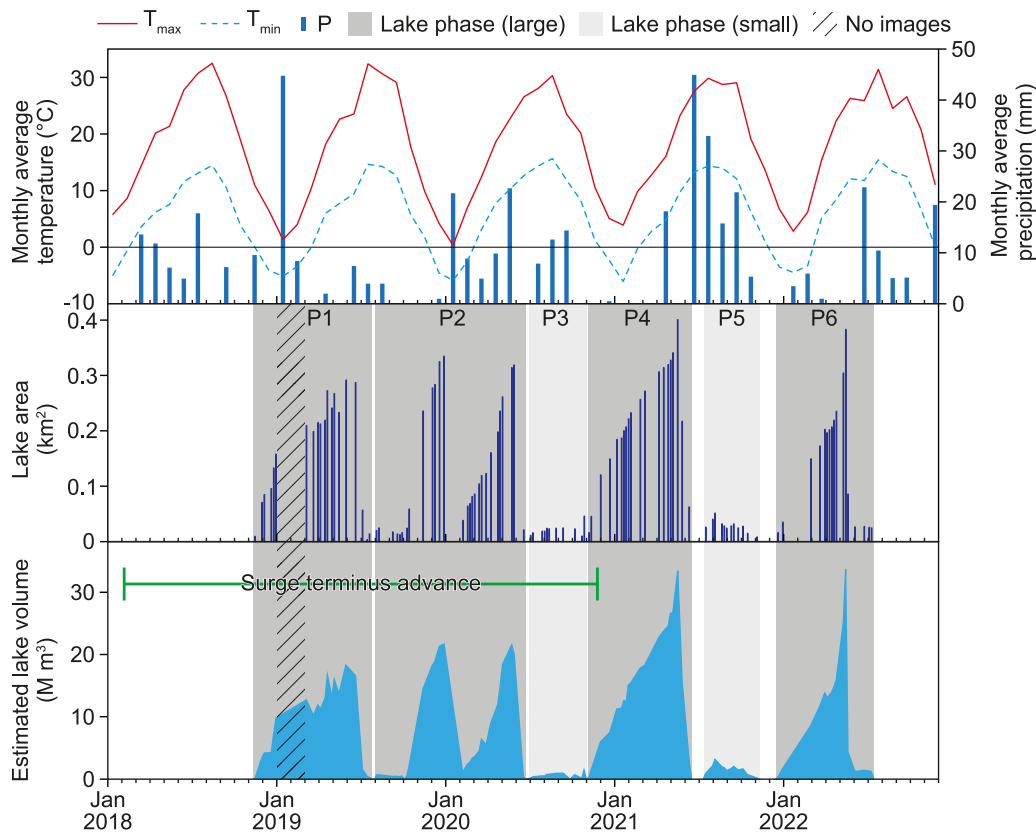 Tmax Tmin P Lake phase (large) Lake phase (small) No images
Monthly average
temperature (°C)
30
20
10
0
-10
50
40
30
20
10
0
Monthly average
precipitation (mm)
P1 P2 P3 P4 P5 P6
Lake area
(km²)
0.4
0.3
0.2
0.1
0
Surge terminus advance
Estimated lake volume
(M m³)
30
20
10
0
Jan Jan Jan Jan Jan
2018 2019 2020 2021 2022